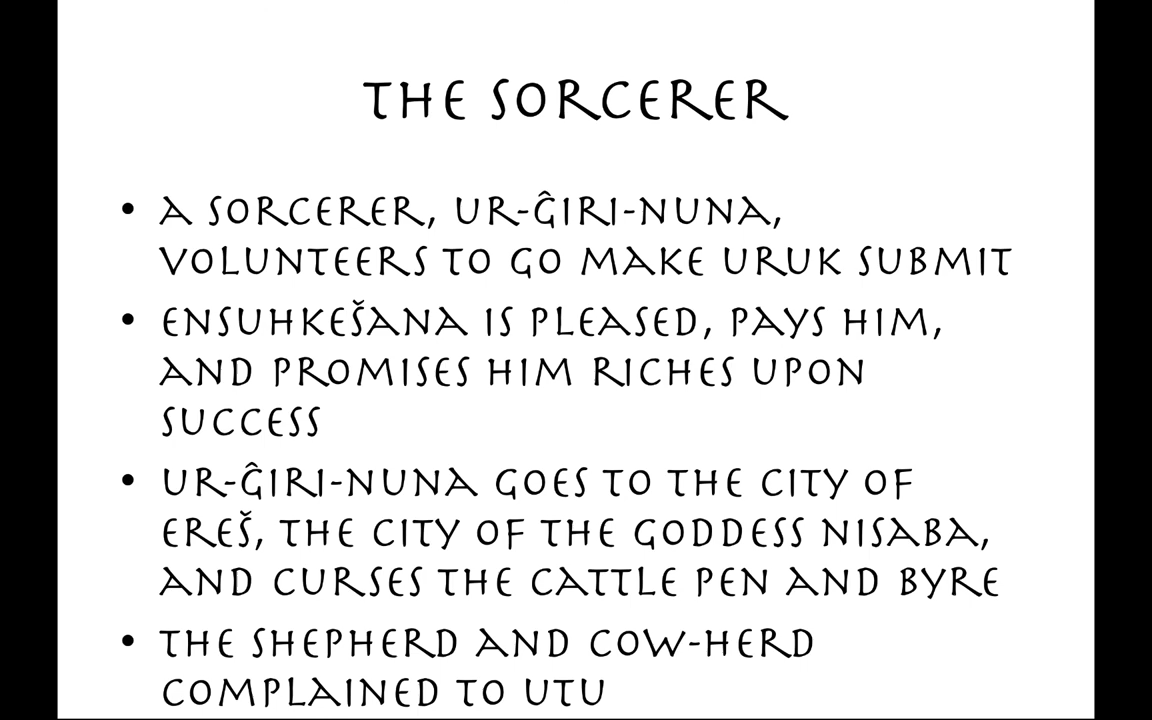 THE SORCERER
• A SORCERER, UR-ĜIRI-NUNA,
VOLUNTEERS TO GO MAKE URUK SUBMIT
• ENSUHKEŠANA IS PLEASED, PAYS HIM,
AND PROMISES HIM RICHES UPON
SUCCESS
• UR-ĜIRI-NUNA GOES TO THE CITY OF
EREŠ, THE CITY OF THE GODDESS NISABA,
AND CURSES THE CATTLE PEN AND BYRE
• THE SHEPHERD AND COW-HERD
COMPLAINED TO UTU